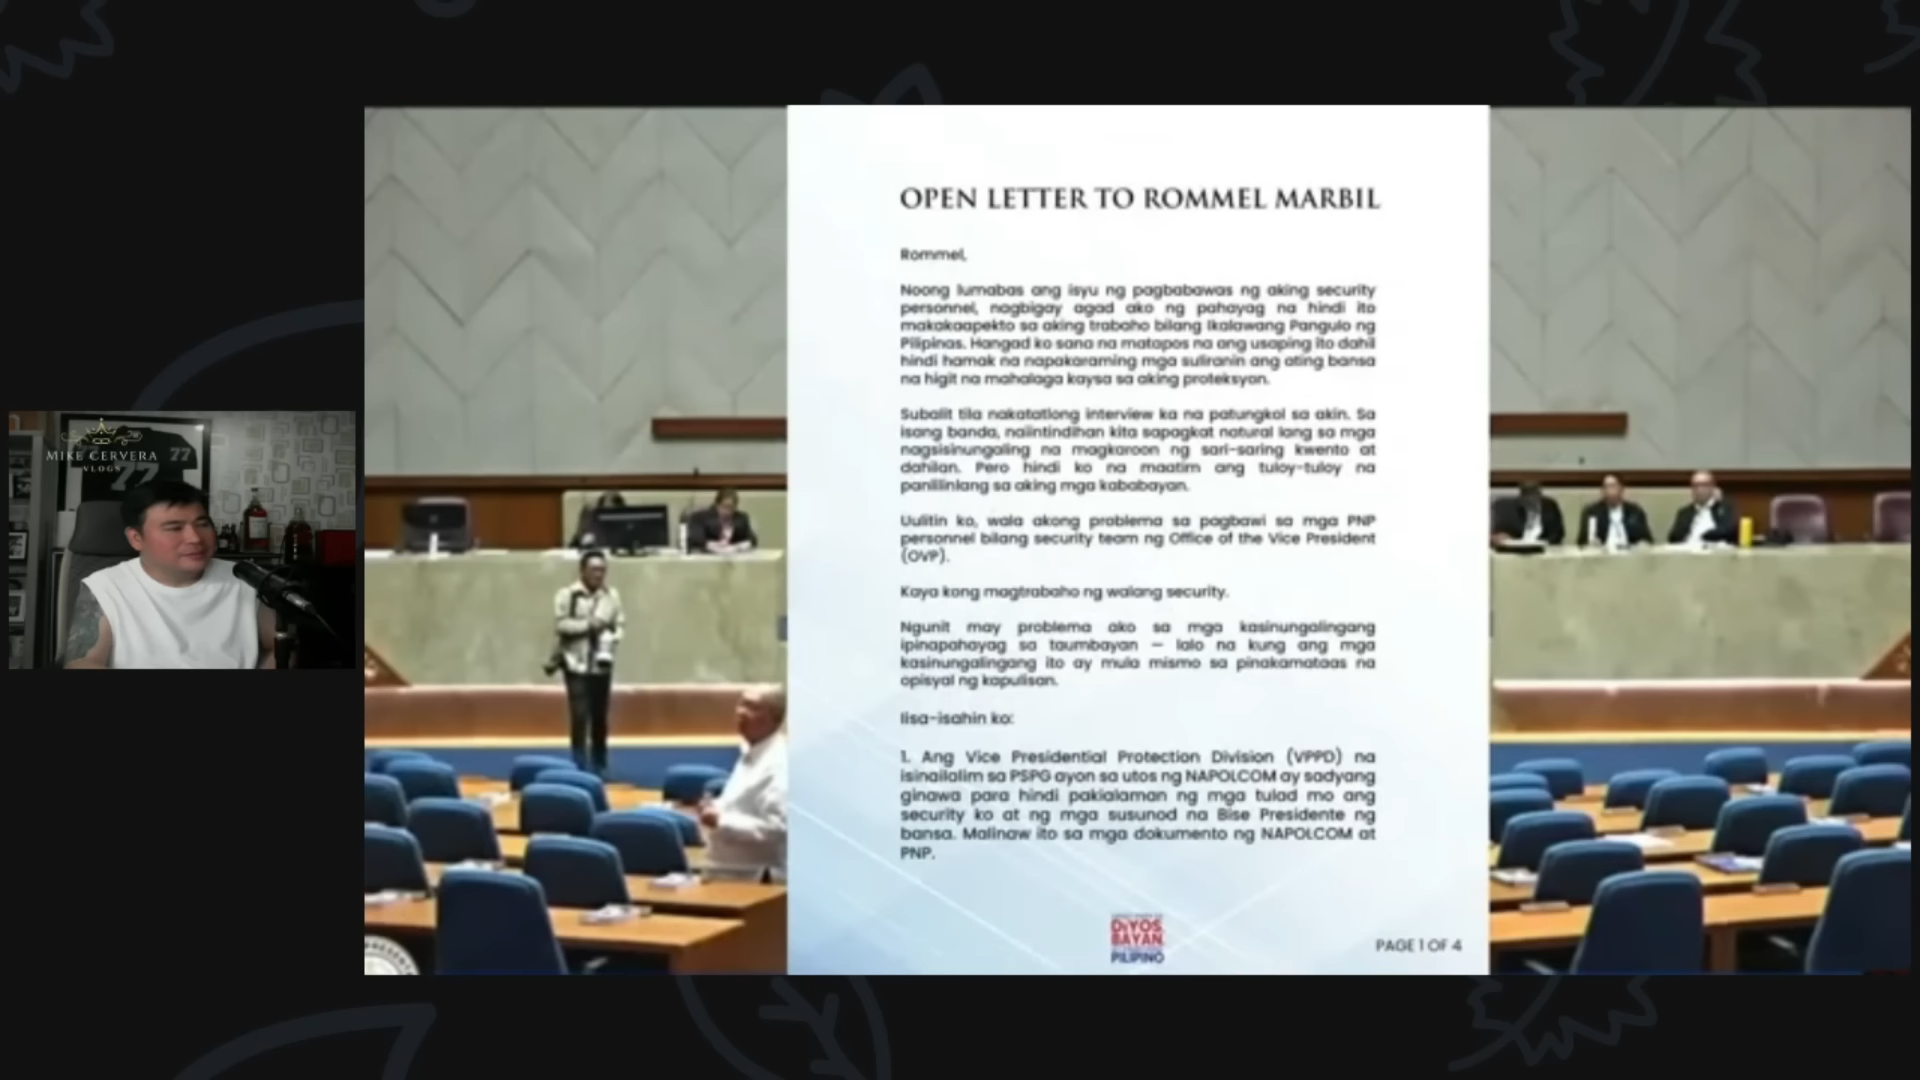 OPEN LETTER TO ROMMEL MARBIL
Rommel,
Noong lumabas ang isyu ng pagbabawas ng aking security
personnel, nagbigay agad ako ng pahayag na hindi ito
makakaapekto sa aking trabaho bilang Ikalawang Pangulo ng
Pilipinas. Hangad ko sana na matapos na ang usaping ito dahil
hindi hamak na napakaraming mga suliranin ang ating bansa
na higit na mahalaga kaysa sa aking proteksyon.
Subalit tila nakatatlong interview ka na patungkol sa akin. Sa
isang banda, naiintindihan kita sapagkat natural lang sa mga
nagsisinungaling na magkaroon ng sari-saring kwento at
dahilan. Pero hindi ko na maatim ang tuloy-tuloy na
panlilinlang sa aking mga kababayan.
Uulitin ko, wala akong problema sa pagbawi sa mga PNP
personnel bilang security team ng Office of the Vice President
(OVP).
Kaya kong magtrabaho ng walang security.
Ngunit may problema ako sa mga kasinungalingang
ipinapahayag sa taumbayan — lalo na kung ang mga
kasinungalingang ito ay mula mismo sa pinakamataas na
opisyal ng kapulisan.
Iisa-isahin ko:
1. Ang Vice Presidential Protection Division (VPPD) na
isinailalim sa PSPG ayon sa utos ng NAPOLCOM ay sadyang
ginawa para hindi pakialaman ng mga tulad mo ang
security ko at ng mga susunod na Bise Presidente ng
bansa. Malinaw ito sa mga dokumento ng NAPOLCOM at
PNP.
DIYOS
BAYAN
PILIPINO
PAGE 1 OF 4
MIKE CERVERA
VLOGS
77
77